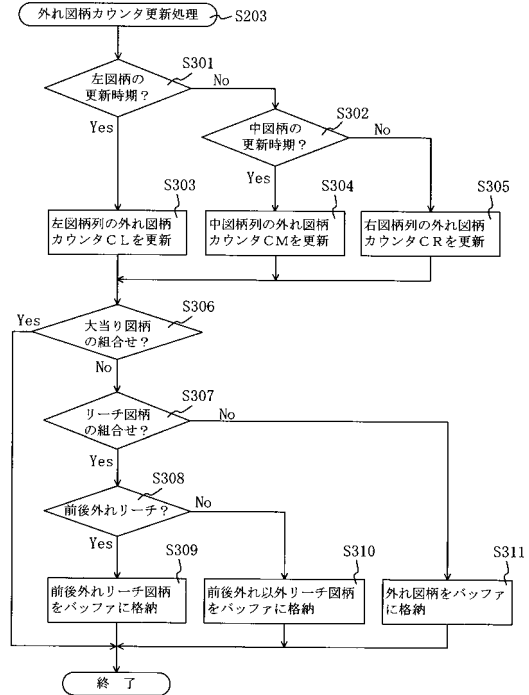 外れ図柄カウンタ更新処理
S203
左図柄の
更新時期？
S301
No
Yes
中図柄の
更新時期？
S302
No
Yes
S303
左図柄列の外れ図柄
カウンタＣＬを更新
S304
中図柄列の外れ図柄
カウンタＣＭを更新
S305
右図柄列の外れ図柄
カウンタＣＲを更新
S306
Yes
大当り図柄
の組合せ？
No
S307
リーチ図柄
の組合せ？
No
Yes
S308
前後外れリーチ？
No
Yes
S309
前後外れリーチ図柄
をバッファに格納
S310
前後外れ以外リーチ図柄
をバッファに格納
S311
外れ図柄をバッファ
に格納
終 了